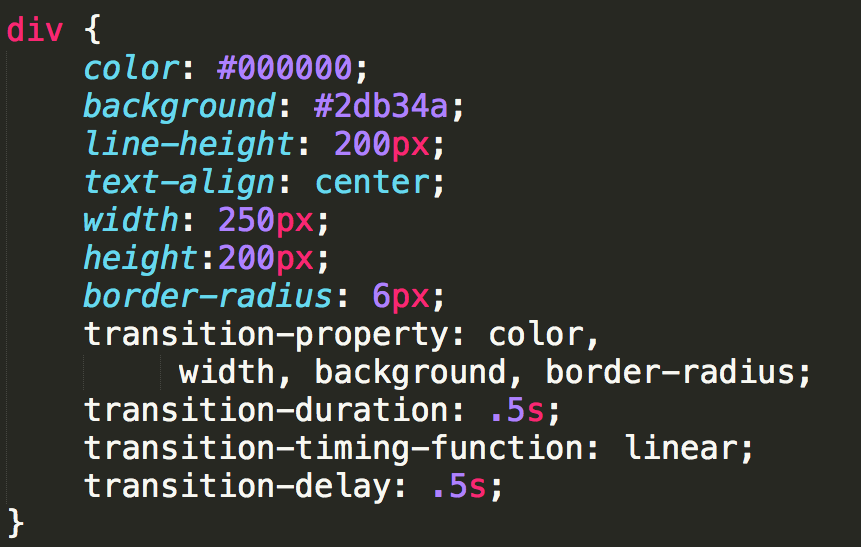 div {
color: #000000;
background: #2db34a;
line-height: 200px;
text-align: center;
width: 250px;
height:200px;
border-radius: 6px;
transition-property: color,
width, background, border-radius;
transition-duration: .5s;
transition-timing-function: linear;
transition-delay: .5s;
}